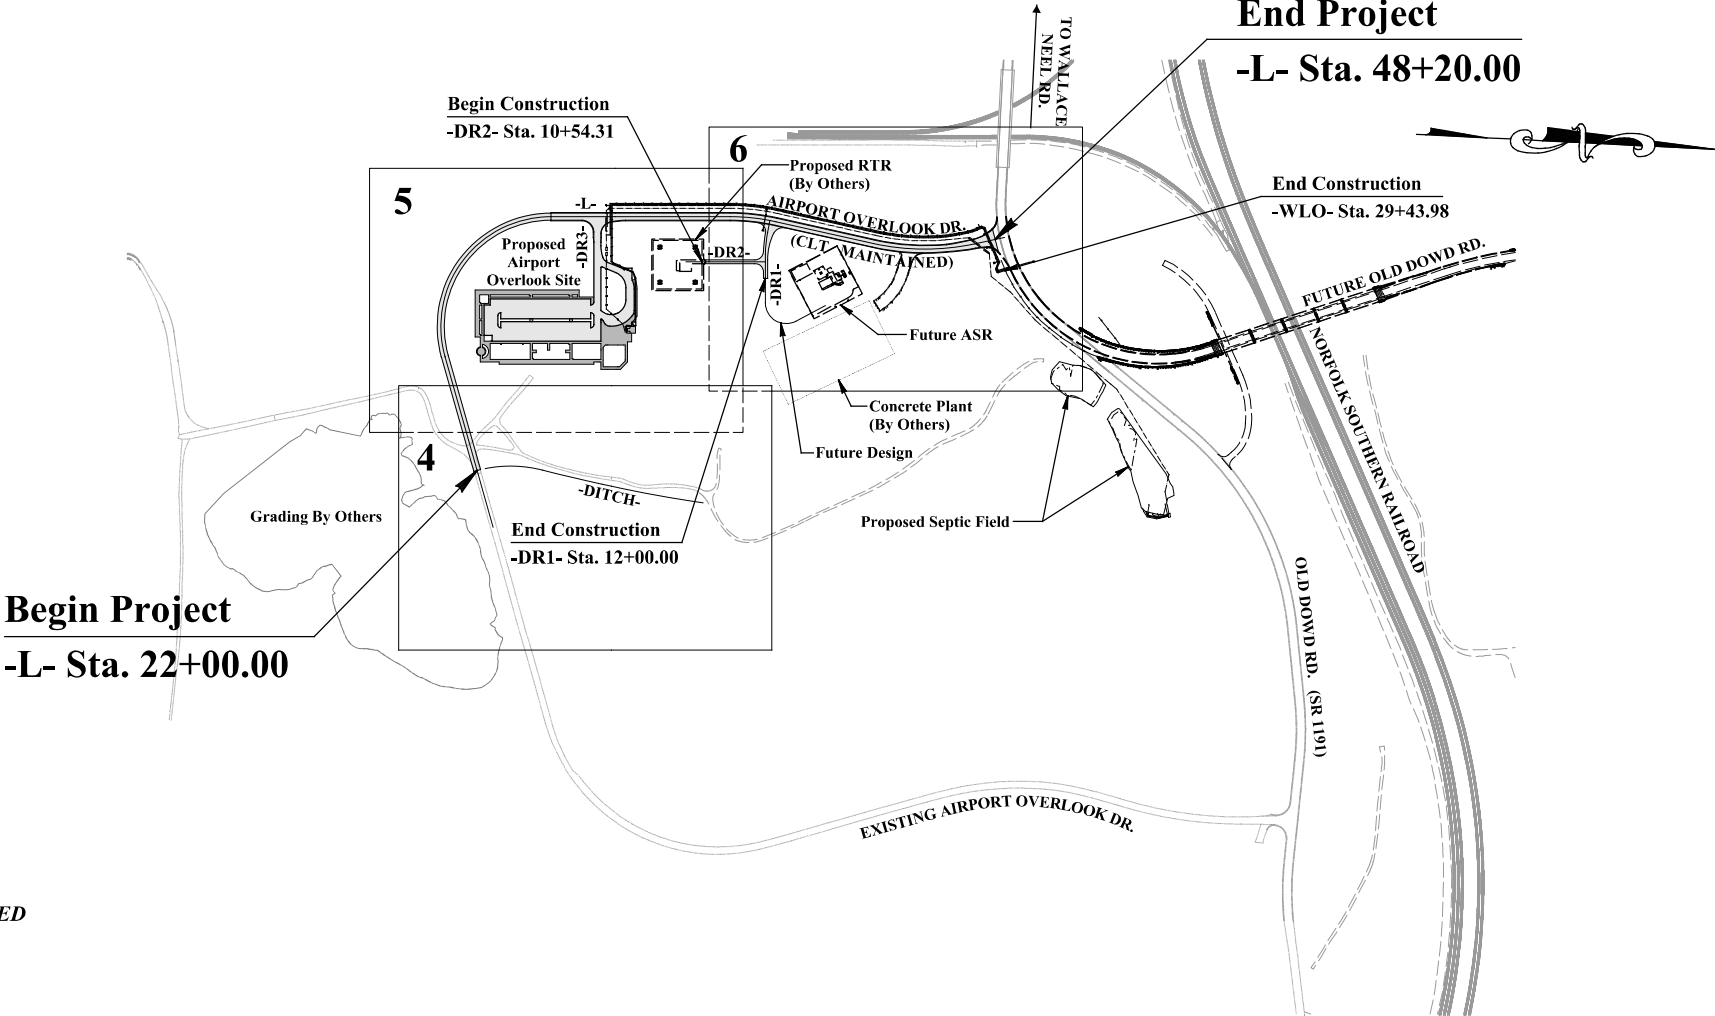 End Project
-L- Sta. 48+20.00
TO WALLACE
NEEL RD.
Begin Construction
-DR2- Sta. 10+54.31
6
Proposed RTR
(By Others)
End Construction
-WLO- Sta. 29+43.98
5
-L-
AIRPORT OVERLOOK DR.
(CLT MAINTAINED)
-DR3-
Proposed
Airport
Overlook Site
-DR2-
-DR1-
FUTURE OLD DOWD RD.
Future ASR
NORFOLK SOUTHERN RAILROAD
Concrete Plant
(By Others)
Future Design
4
-DITCH-
Grading By Others
End Construction
-DR1- Sta. 12+00.00
Proposed Septic Field
Begin Project
-L- Sta. 22+00.00
OLD DOWD RD. (SR 1191)
EXISTING AIRPORT OVERLOOK DR.
ED